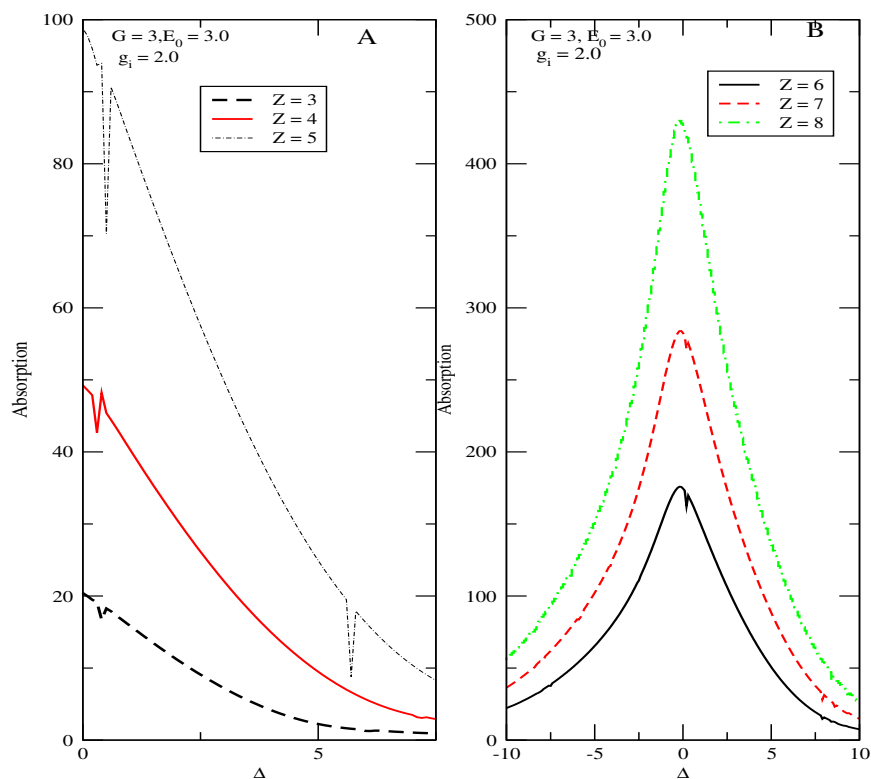 G = 3, E0 = 3.0
A
gi = 2.0
Z = 3
Z = 4
Z = 5
100
80
60
40
20
0
0
5
Absorption
Δ
G = 3, E0 = 3.0
B
gi = 2.0
Z = 6
Z = 7
Z = 8
500
400
300
200
100
0
-10
-5
0
5
10
Absorption
Δ